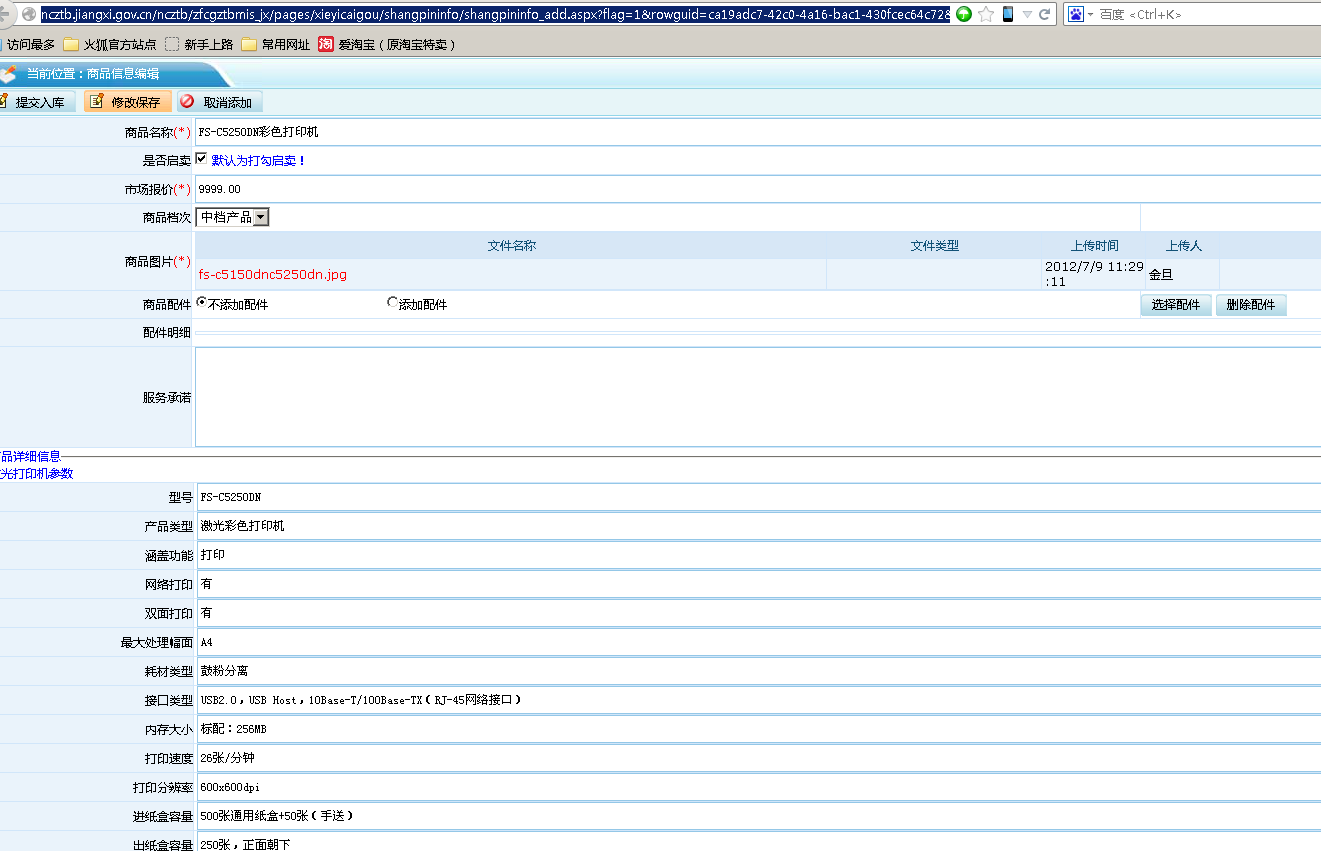 ncztb.jiangxi.gov.cn/ncztb/zfcgztbmis_jx/pages/xieyicaigou/shangpininfo/shangpininfo_add.aspx?flag=1&rowguid=ca19adc7-42c0-4a16-bac1-430fcec64c72& 百度 <Ctrl+K>
访问最多 火狐官方站点 新手上路 常用网址 淘 爱淘宝（原淘宝特卖）
当前位置：商品信息编辑
提交入库 修改保存 取消添加
商品名称(*) FS-C5250DN彩色打印机
是否启卖 默认为打勾启卖！
市场报价(*) 9999.00
商品档次 中档产品
文件名称 文件类型 上传时间 上传人
商品图片(*) fs-c5150dnc5250dn.jpg 2012/7/9 11:29:11 金旦
商品配件 不添加配件 添加配件 选择配件 删除配件
配件明细
服务承诺
品详细信息
光打印机参数
型号 FS-C5250DN
产品类型 激光彩色打印机
涵盖功能 打印
网络打印 有
双面打印 有
最大处理幅面 A4
耗材类型 鼓粉分离
接口类型 USB2.0，USB Host，10Base-T/100Base-TX（RJ-45网络接口）
内存大小 标配：256MB
打印速度 26张/分钟
打印分辨率 600x600dpi
进纸盒容量 500张通用纸盒+50张（手送）
出纸盒容量 250张，正面朝下